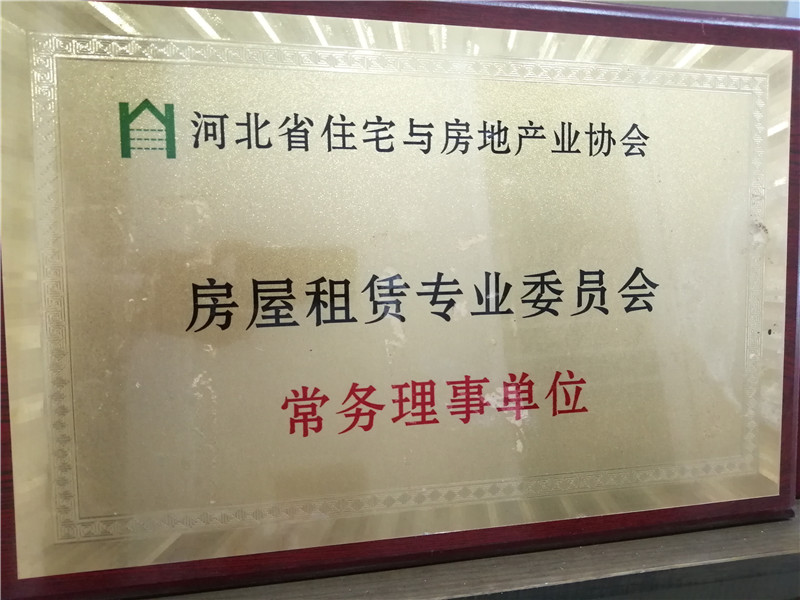 河北省住宅与房地产业协会
房屋租赁专业委员会
常务理事单位